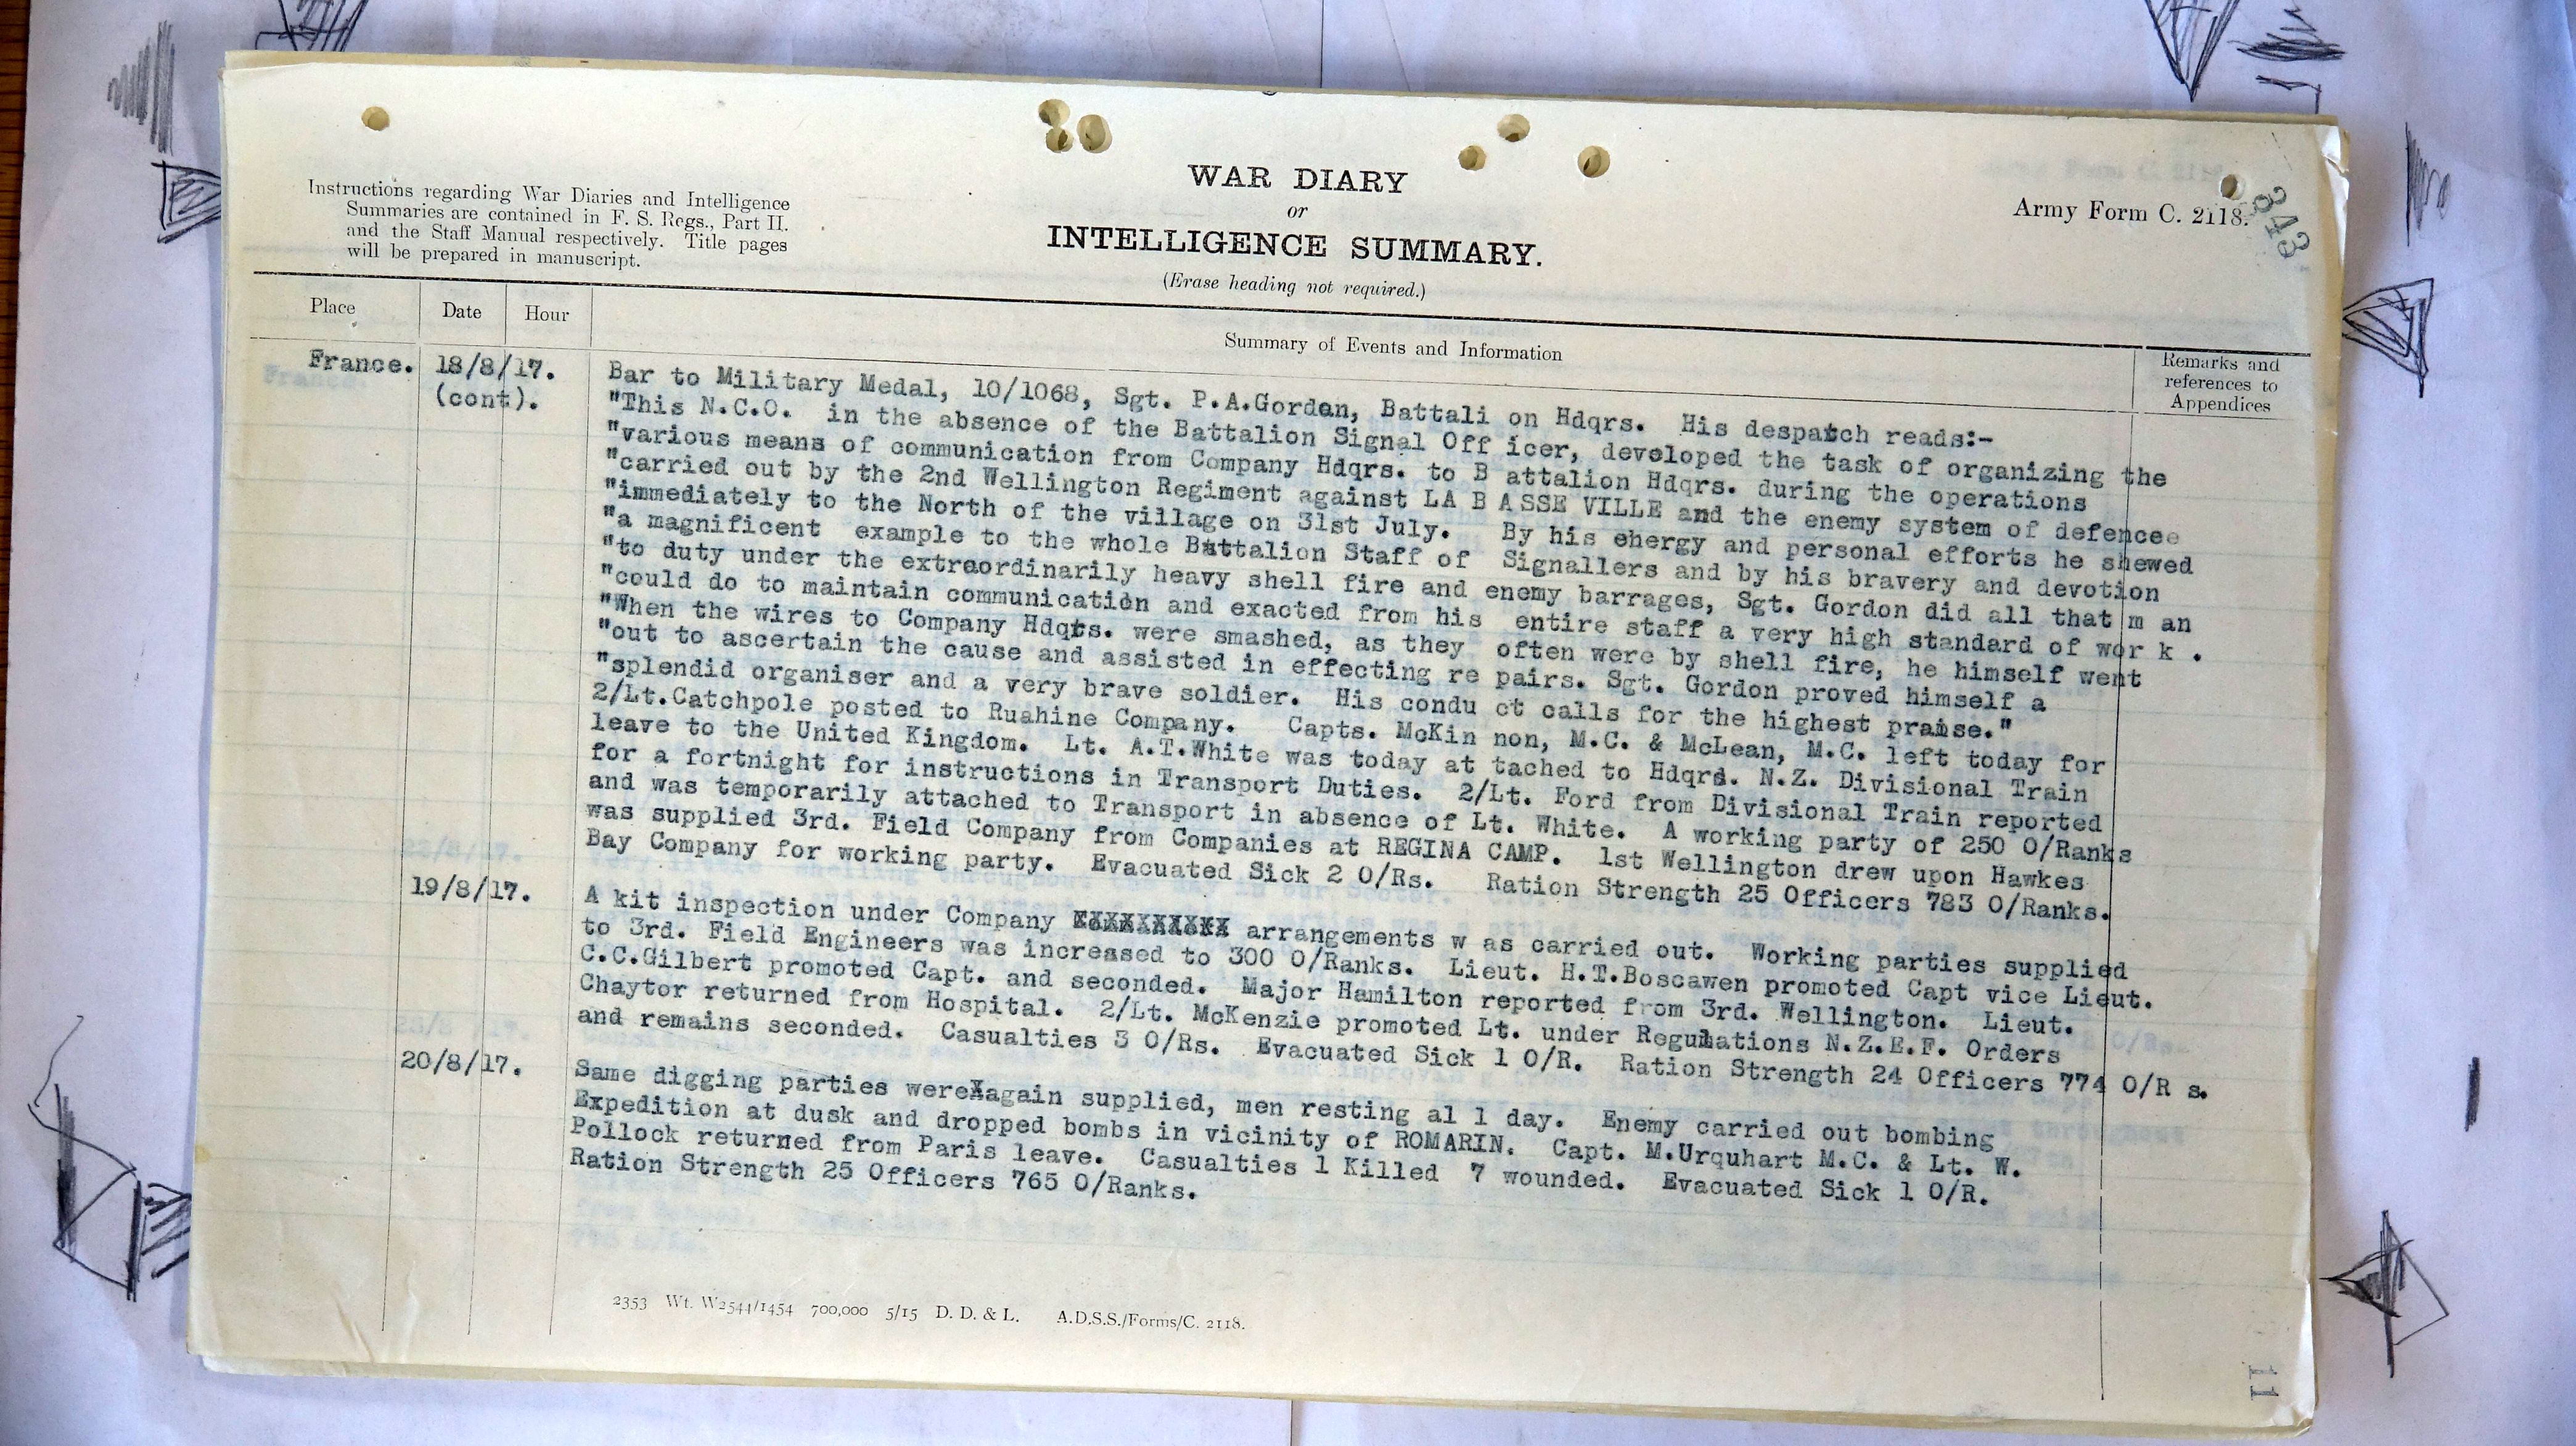 WAR DIARY
or
INTELLIGENCE SUMMARY.
(Erase heading not required.)
Instructions regarding War Diaries and Intelligence
Summaries are contained in F. S. Regs., Part II.
and the Staff Manual respectively. Title pages
will be prepared in manuscript.
Army Form C. 2118.
343
Place Date Hour Summary of Events and Information Remarks and
references to
Appendices
France. 18/8/17.
(cont).
Bar to Military Medal, 10/1068, Sgt. P.A.Gordon, Battali on Hdqrs. His despatch reads:-
"This N.C.O. in the absence of the Battalion Signal Off icer, developed the task of organizing the
"various means of communication from Company Hdqrs. to B attalion Hdqrs. during the operations
"carried out by the 2nd Wellington Regiment against LA B ASSE VILLE and the enemy system of defencee
"immediately to the North of the village on 31st July. By his ehergy and personal efforts he shewed
"a magnificent example to the whole Battalion Staff of Signallers and by his bravery and devotion
"to duty under the extraordinarily heavy shell fire and enemy barrages, Sgt. Gordon did all that m an
"could do to maintain communication and exacted from his entire staff a very high standard of wor k .
"When the wires to Company Hdqts. were smashed, as they often were by shell fire, he himself went
"out to ascertain the cause and assisted in effecting re pairs. Sgt. Gordon proved himself a
"splendid organiser and a very brave soldier. His condu ct calls for the highest praise."
2/Lt.Catchpole posted to Ruahine Company. Capts. McKin non, M.C. & McLean, M.C. left today for
leave to the United Kingdom. Lt. A.T.White was today at tached to Hdqrs. N.Z. Divisional Train
for a fortnight for instructions in Transport Duties. 2/Lt. Ford from Divisional Train reported
and was temporarily attached to Transport in absence of Lt. White. A working party of 250 O/Ranks
was supplied 3rd. Field Company from Companies at REGINA CAMP. 1st Wellington drew upon Hawkes
Bay Company for working party. Evacuated Sick 2 O/Rs. Ration Strength 25 Officers 783 O/Ranks.
19/8/17.
A kit inspection under Company arrangements w as carried out. Working parties supplied
to 3rd. Field Engineers was increased to 300 O/Ranks. Lieut. H.T.Boscawen promoted Capt vice Lieut.
C.C.Gilbert promoted Capt. and seconded. Major Hamilton reported from 3rd. Wellington. Lieut.
Chaytor returned from Hospital. 2/Lt. McKenzie promoted Lt. under Regulations N.Z.E.F. Orders
and remains seconded. Casualties 3 O/Rs. Evacuated Sick 1 O/R. Ration Strength 24 Officers 774 O/R s.
20/8/17.
Same digging parties wereXagain supplied, men resting al l day. Enemy carried out bombing
Expedition at dusk and dropped bombs in vicinity of ROMARIN. Capt. M.Urquhart M.C. & Lt. W.
Pollock returned from Paris leave. Casualties 1 Killed 7 wounded. Evacuated Sick 1 O/R.
Ration Strength 25 Officers 765 O/Ranks.
2353 Wt. W2544/1454 700,000 5/15 D. D. & L. A.D.S.S./Forms/C. 2118.
11